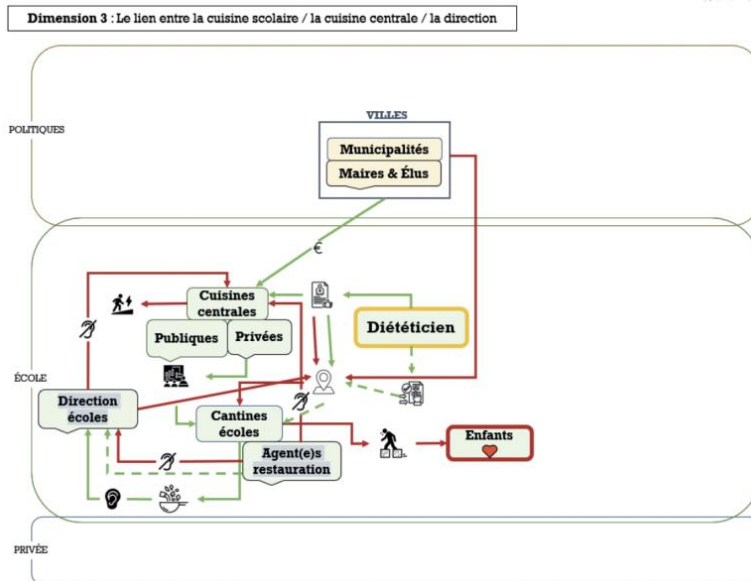 Dimension 3 : Le lien entre la cuisine scolaire / la cuisine centrale / la direction
POLITIQUES
VILLES
Municipalités
Maires & Élus
€
Cuisines
centrales
Publiques
Privées
Diététicien
ÉCOLE
Direction
écoles
Cantines
écoles
Enfants
Agent(e)s
restauration
PRIVÉE